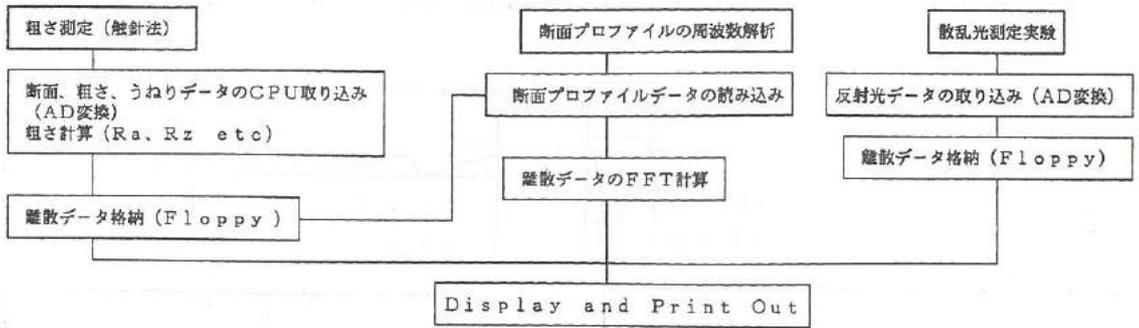 粗さ測定(触針法)
断面、粗さ、うねりデータのCPU取り込み
(AD変換)
粗さ計算(Ra、Rz etc)
離散データ格納(Floppy)
断面プロファイルの周波数解析
断面プロファイルデータの読み込み
離散データのFFT計算
散乱光測定実験
反射光データの取り込み(AD変換)
離散データ格納(Floppy)
Display and Print Out